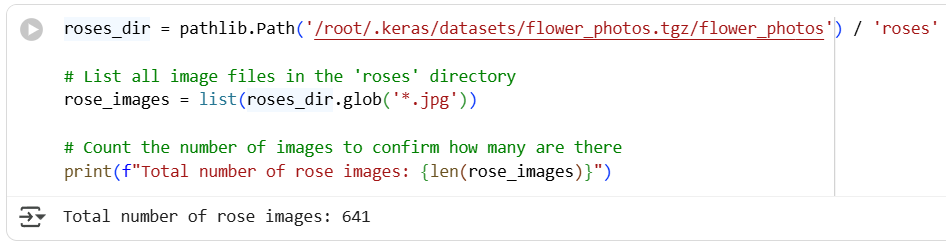 roses_dir = pathlib.Path('/root/.keras/datasets/flower_photos.tgz/flower_photos') / 'roses'
# List all image files in the 'roses' directory
rose_images = list(roses_dir.glob('*.jpg'))
# Count the number of images to confirm how many are there
print(f"Total number of rose images: {len(rose_images)}")
Total number of rose images: 641